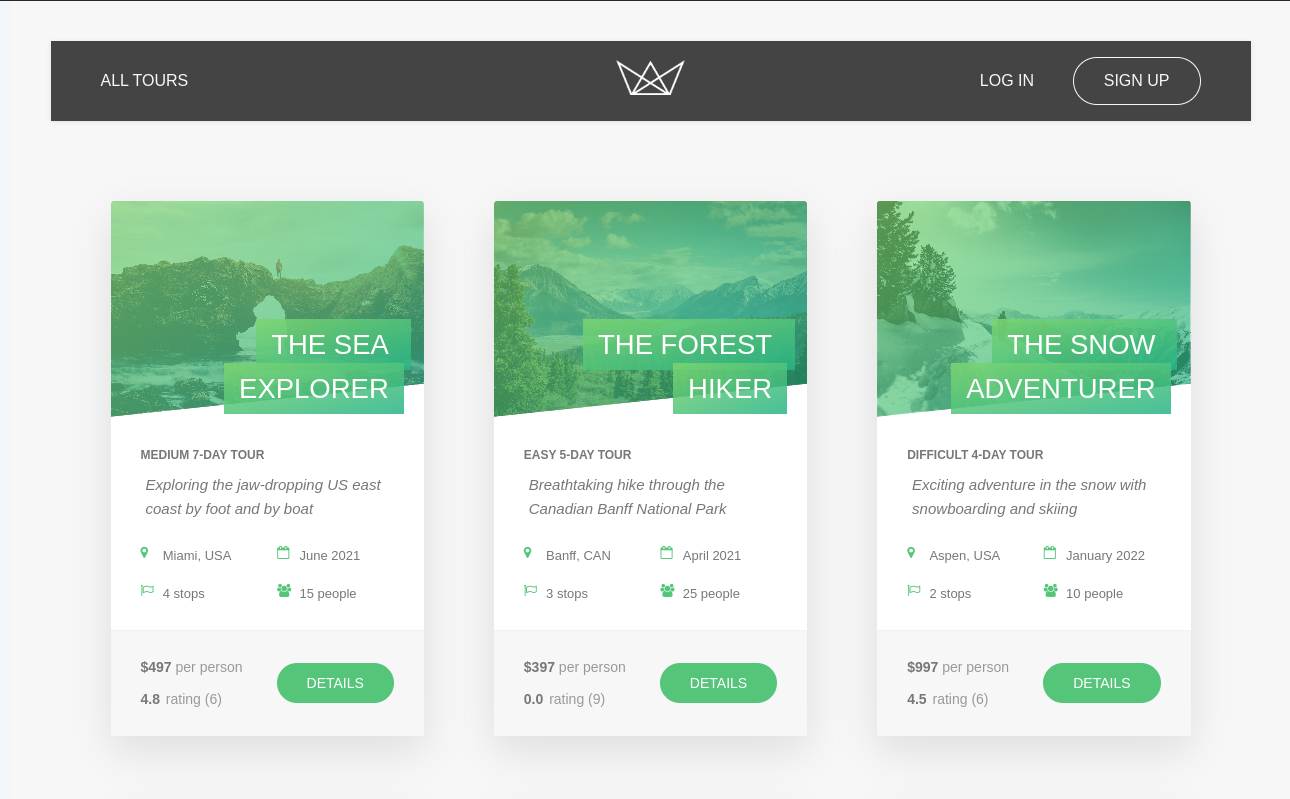 ALL TOURS
LOG IN
SIGN UP
THE SEA
EXPLORER
MEDIUM 7-DAY TOUR
Exploring the jaw-dropping US east
coast by foot and by boat
Miami, USA
June 2021
4 stops
15 people
$497 per person
4.8 rating (6)
DETAILS
THE FOREST
HIKER
EASY 5-DAY TOUR
Breathtaking hike through the
Canadian Banff National Park
Banff, CAN
April 2021
3 stops
25 people
$397 per person
0.0 rating (9)
DETAILS
THE SNOW
ADVENTURER
DIFFICULT 4-DAY TOUR
Exciting adventure in the snow with
snowboarding and skiing
Aspen, USA
January 2022
2 stops
10 people
$997 per person
4.5 rating (6)
DETAILS